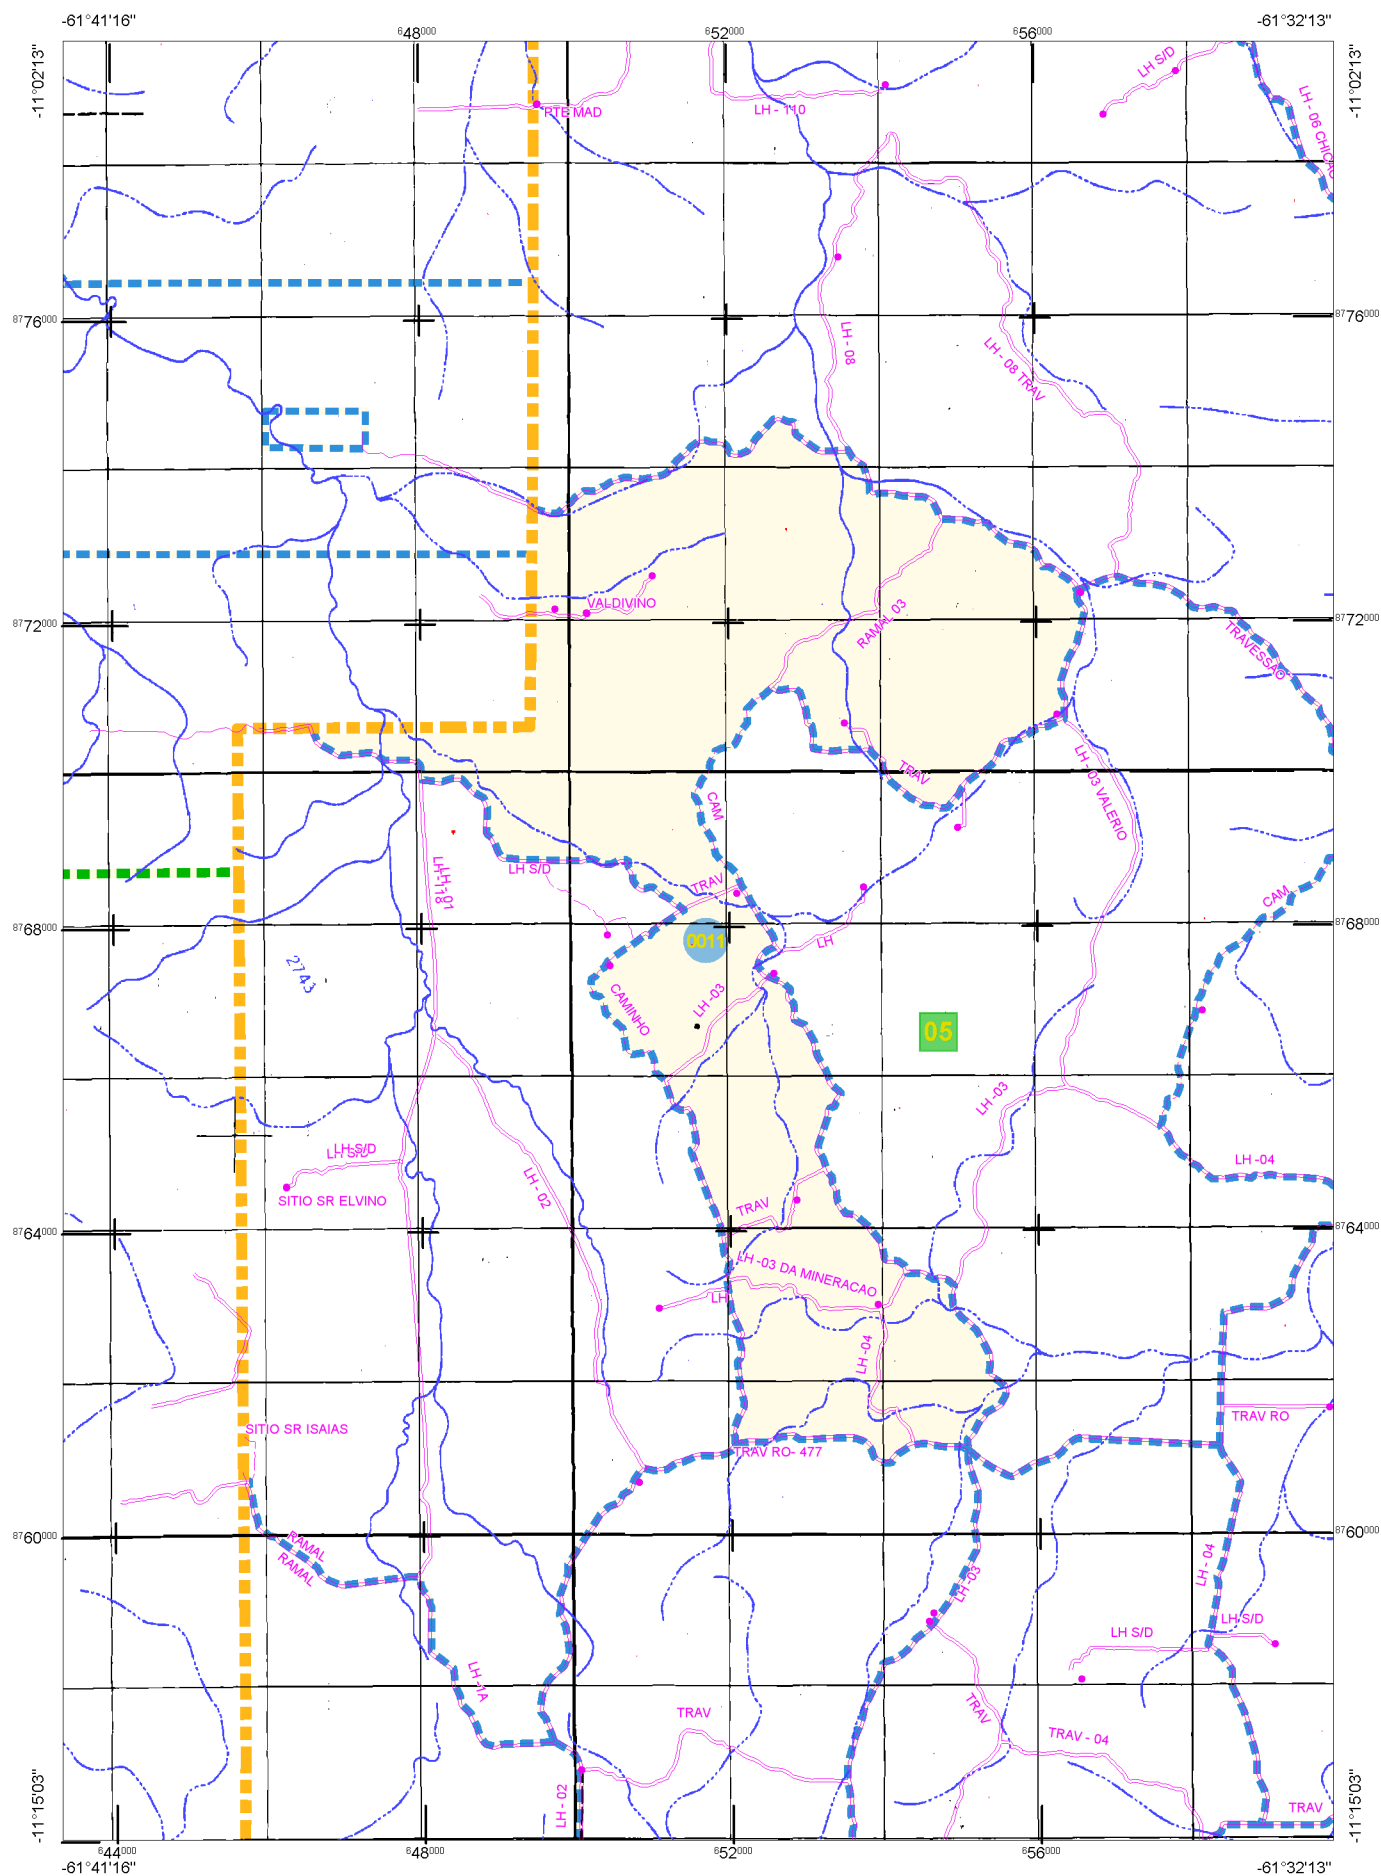 -61°41'16"
-61°32'13"
648000
652000
656000
-11°02'13"
-11°02'13"
LH S/D
PTE MAD
LH - 110
LH - 06 CHICAO
8776000
8776000
LH - 08
LH - 08 TRAV
VALDIVINO
RAMAL 03
8772000
8772000
TRAVESSAO
TRAV
LH - 03 VALERIO
CAM
LH S/D
TRAV
LH - 01
LH - 118
CAM
8768000
8768000
0011
LH
2743
CAMINHO
LH -03
05
LH -03
LH S/D
LH S/D
LH - 02
LH -04
SITIO SR ELVINO
TRAV
8764000
8764000
LH -03 DA MINERACAO
LH
LH -04
SITIO SR ISAIAS
TRAV RO
TRAV RO- 477
8760000
8760000
RAMAL
RAMAL
LH -03
LH - 04
LH S/D
LH S/D
LH -1A
TRAV
TRAV
TRAV - 04
LH - 02
TRAV
-11°15'03"
-11°15'03"
644000
648000
652000
656000
-61°41'16"
-61°32'13"